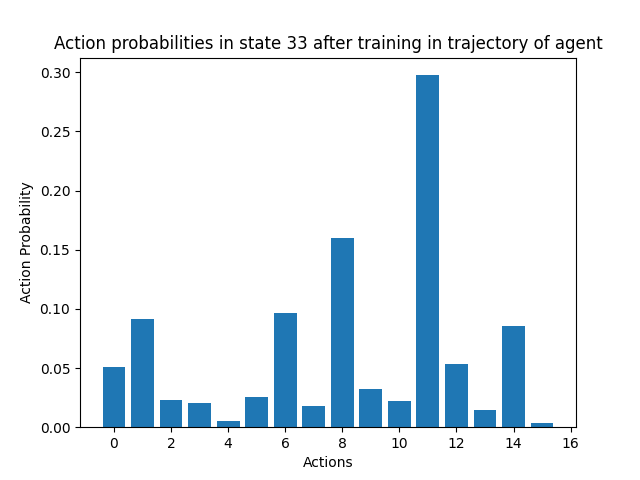 Action probabilities in state 33 after training in trajectory of agent
0.30
0.25
0.20
0.15
0.10
0.05
0.00
Action Probability
0 2 4 6 8 10 12 14 16
Actions